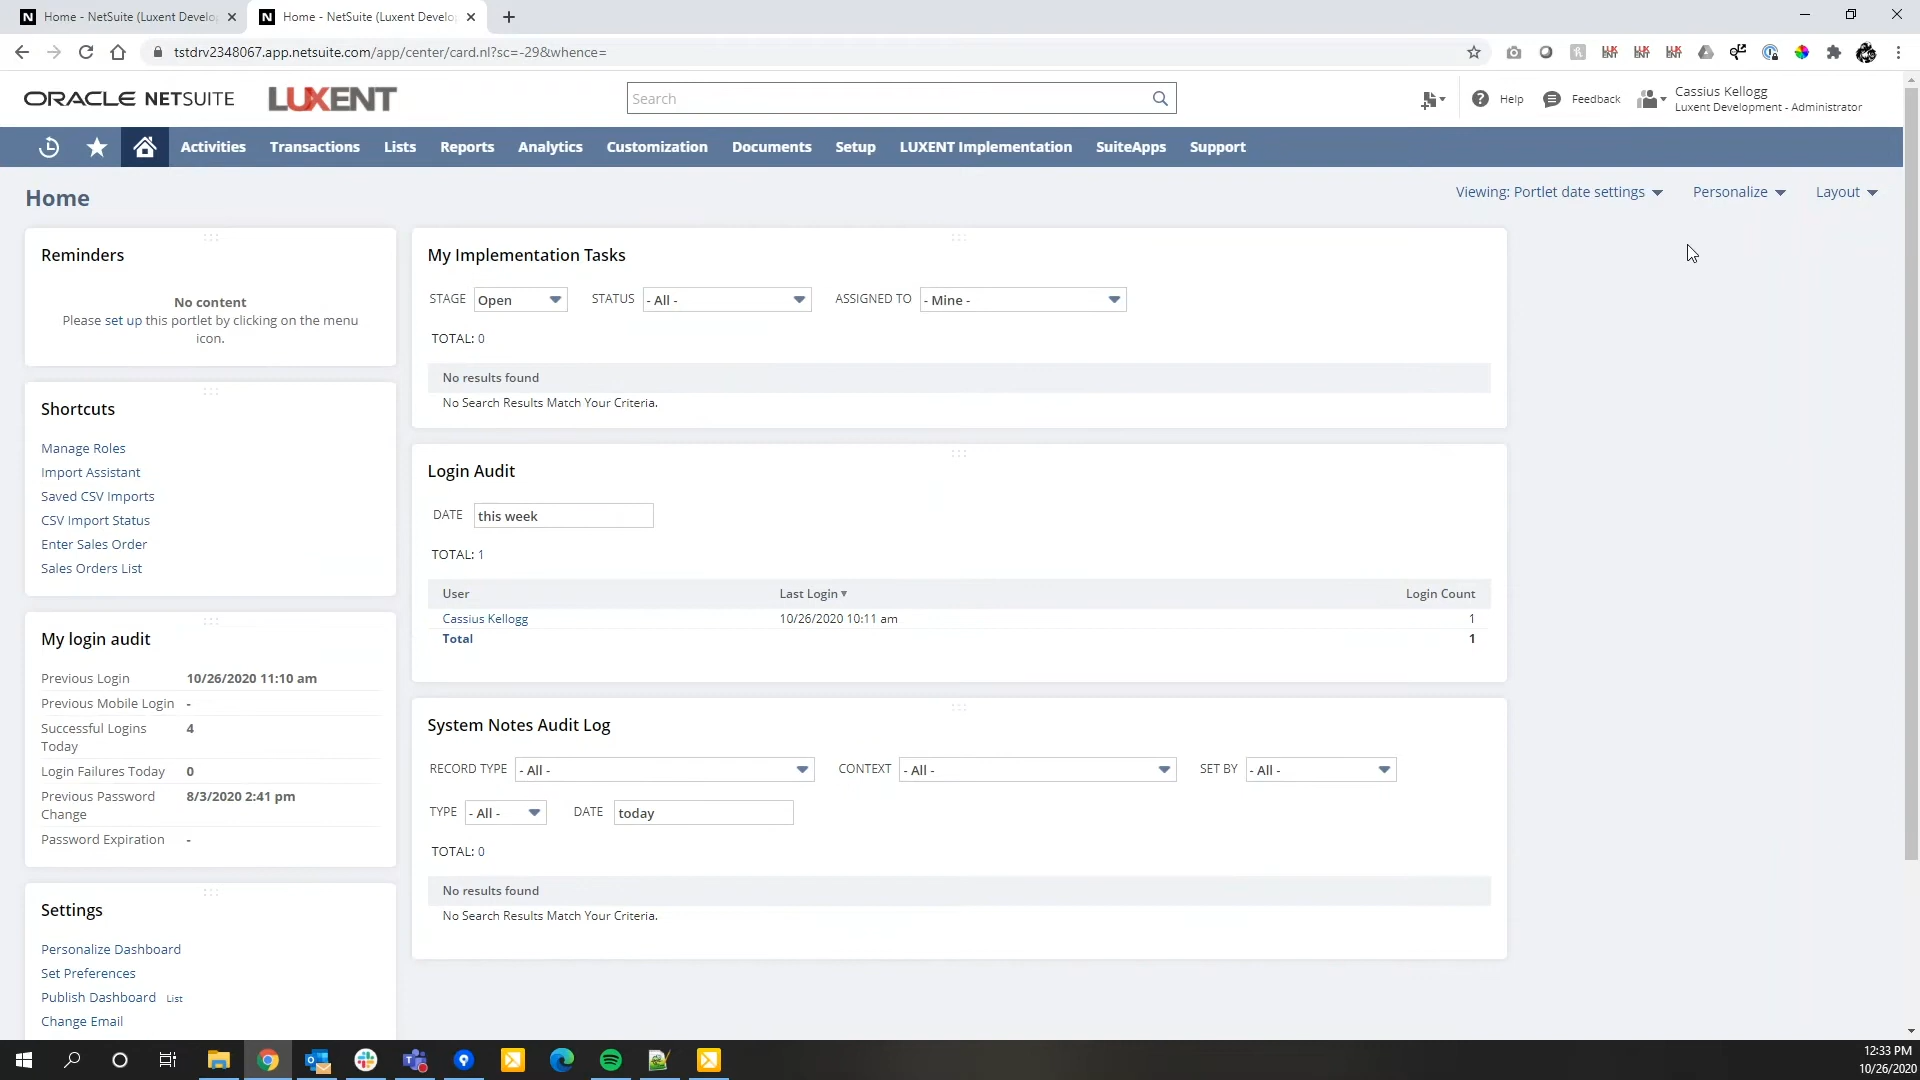 Home - NetSuite (Luxent Develo
Home - NetSuite (Luxent Develo
tstdrv2348067.app.netsuite.com/app/center/card.nl?sc=-29&whence=
ORACLE NETSUITE
LUXENT
Search
Help
Feedback
Cassius Kellogg
Luxent Development - Administrator
Activities
Transactions
Lists
Reports
Analytics
Customization
Documents
Setup
LUXENT Implementation
SuiteApps
Support
Home
Viewing: Portlet date settings
Personalize
Layout
Reminders
No content
Please set up this portlet by clicking on the menu
icon.
Shortcuts
Manage Roles
Import Assistant
Saved CSV Imports
CSV Import Status
Enter Sales Order
Sales Orders List
My login audit
Previous Login 10/26/2020 11:10 am
Previous Mobile Login -
Successful Logins 4
Today
Login Failures Today 0
Previous Password 8/3/2020 2:41 pm
Change
Password Expiration -
Settings
Personalize Dashboard
Set Preferences
Publish Dashboard List
Change Email
My Implementation Tasks
STAGE Open STATUS - All - ASSIGNED TO - Mine -
TOTAL: 0
No results found
No Search Results Match Your Criteria.
Login Audit
DATE this week
TOTAL: 1
User Last Login Login Count
Cassius Kellogg 10/26/2020 10:11 am 1
Total 1
System Notes Audit Log
RECORD TYPE - All - CONTEXT - All - SET BY - All -
TYPE - All - DATE today
TOTAL: 0
No results found
No Search Results Match Your Criteria.
12:33 PM
10/26/2020